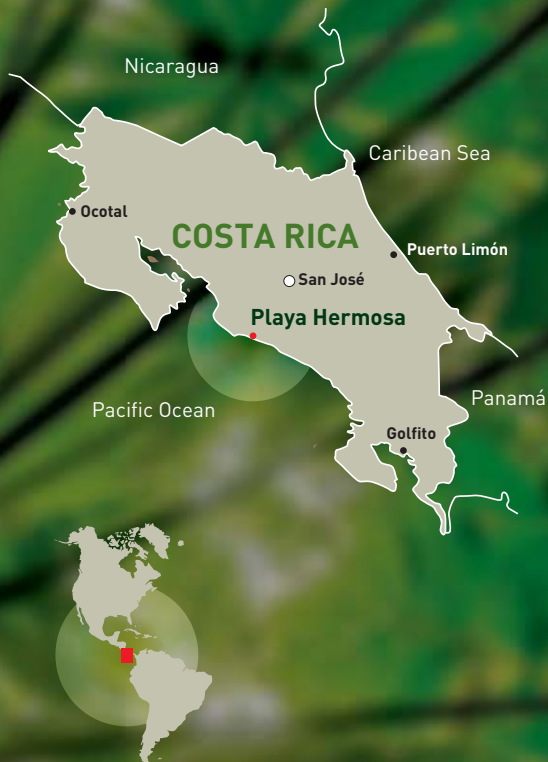 Nicaragua
Caribean Sea
Ocotal
COSTA RICA
Puerto Limón
San José
Playa Hermosa
Panamá
Pacific Ocean
Golfito